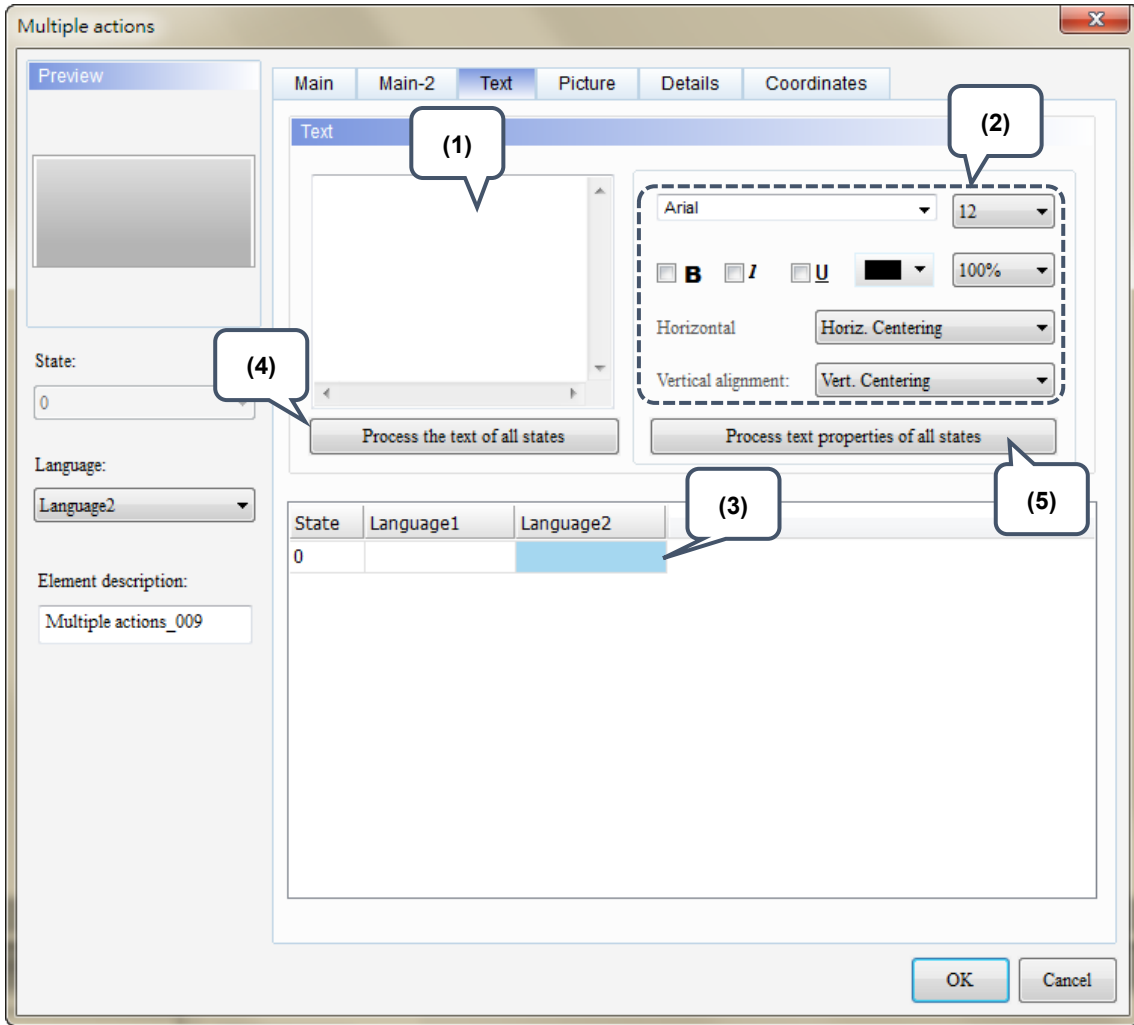 Multiple actions
Preview
Main Main-2 Text Picture Details Coordinates
Text
(1)
(2)
Arial 12
B I U 100%
Horizontal Horiz. Centering
Vertical alignment: Vert. Centering
(4)
Process the text of all states
Process text properties of all states
State:
0
Language:
Language2
Element description:
Multiple actions_009
(3)
(5)
State Language1 Language2
0
OK Cancel